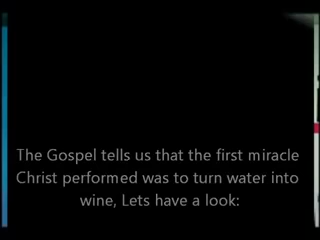 The Gospel tells us that the first miracle
Christ performed was to turn water into
wine, Lets have a look: